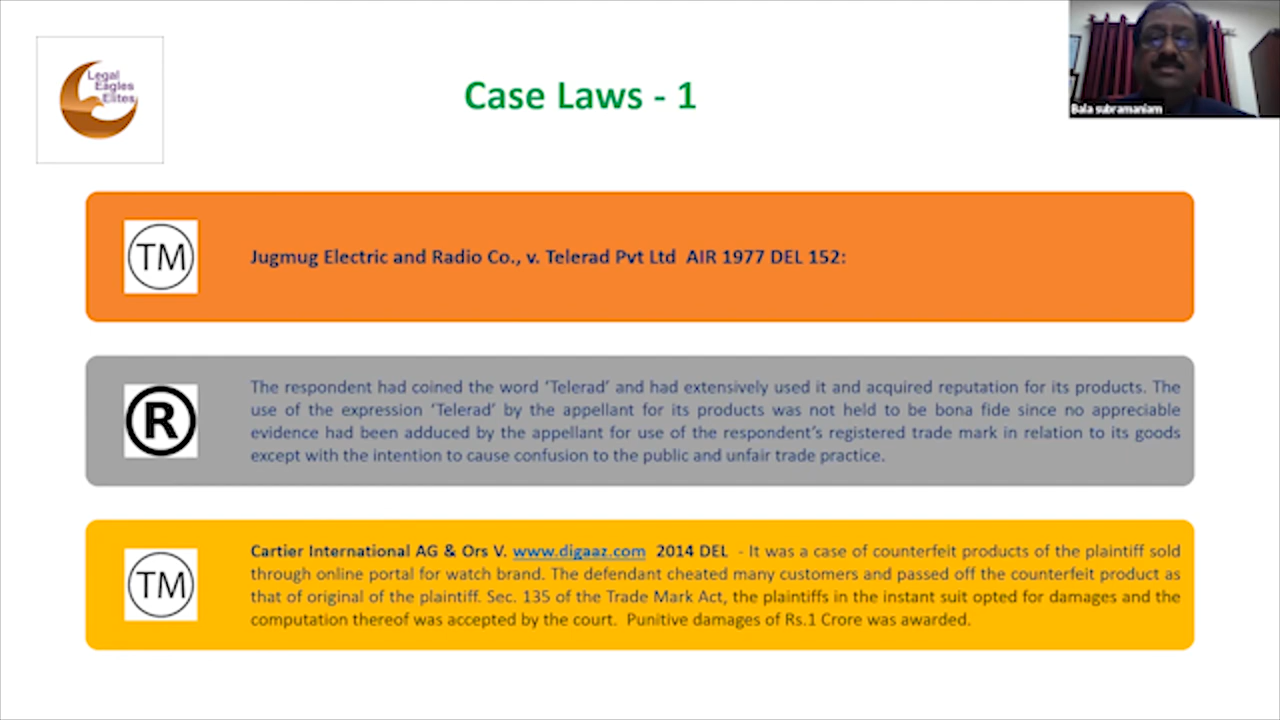 Legal
Eagles
Elites
Case Laws - 1
Bala subramaniam
TM
Jugmug Electric and Radio Co., v. Telerad Pvt Ltd AIR 1977 DEL 152:
R
The respondent had coined the word ‘Telerad’ and had extensively used it and acquired reputation for its products. The
use of the expression ‘Telerad’ by the appellant for its products was not held to be bona fide since no appreciable
evidence had been adduced by the appellant for use of the respondent’s registered trade mark in relation to its goods
except with the intention to cause confusion to the public and unfair trade practice.
TM
Cartier International AG & Ors V. www.digaaz.com 2014 DEL - It was a case of counterfeit products of the plaintiff sold
through online portal for watch brand. The defendant cheated many customers and passed off the counterfeit product as
that of original of the plaintiff. Sec. 135 of the Trade Mark Act, the plaintiffs in the instant suit opted for damages and the
computation thereof was accepted by the court. Punitive damages of Rs.1 Crore was awarded.